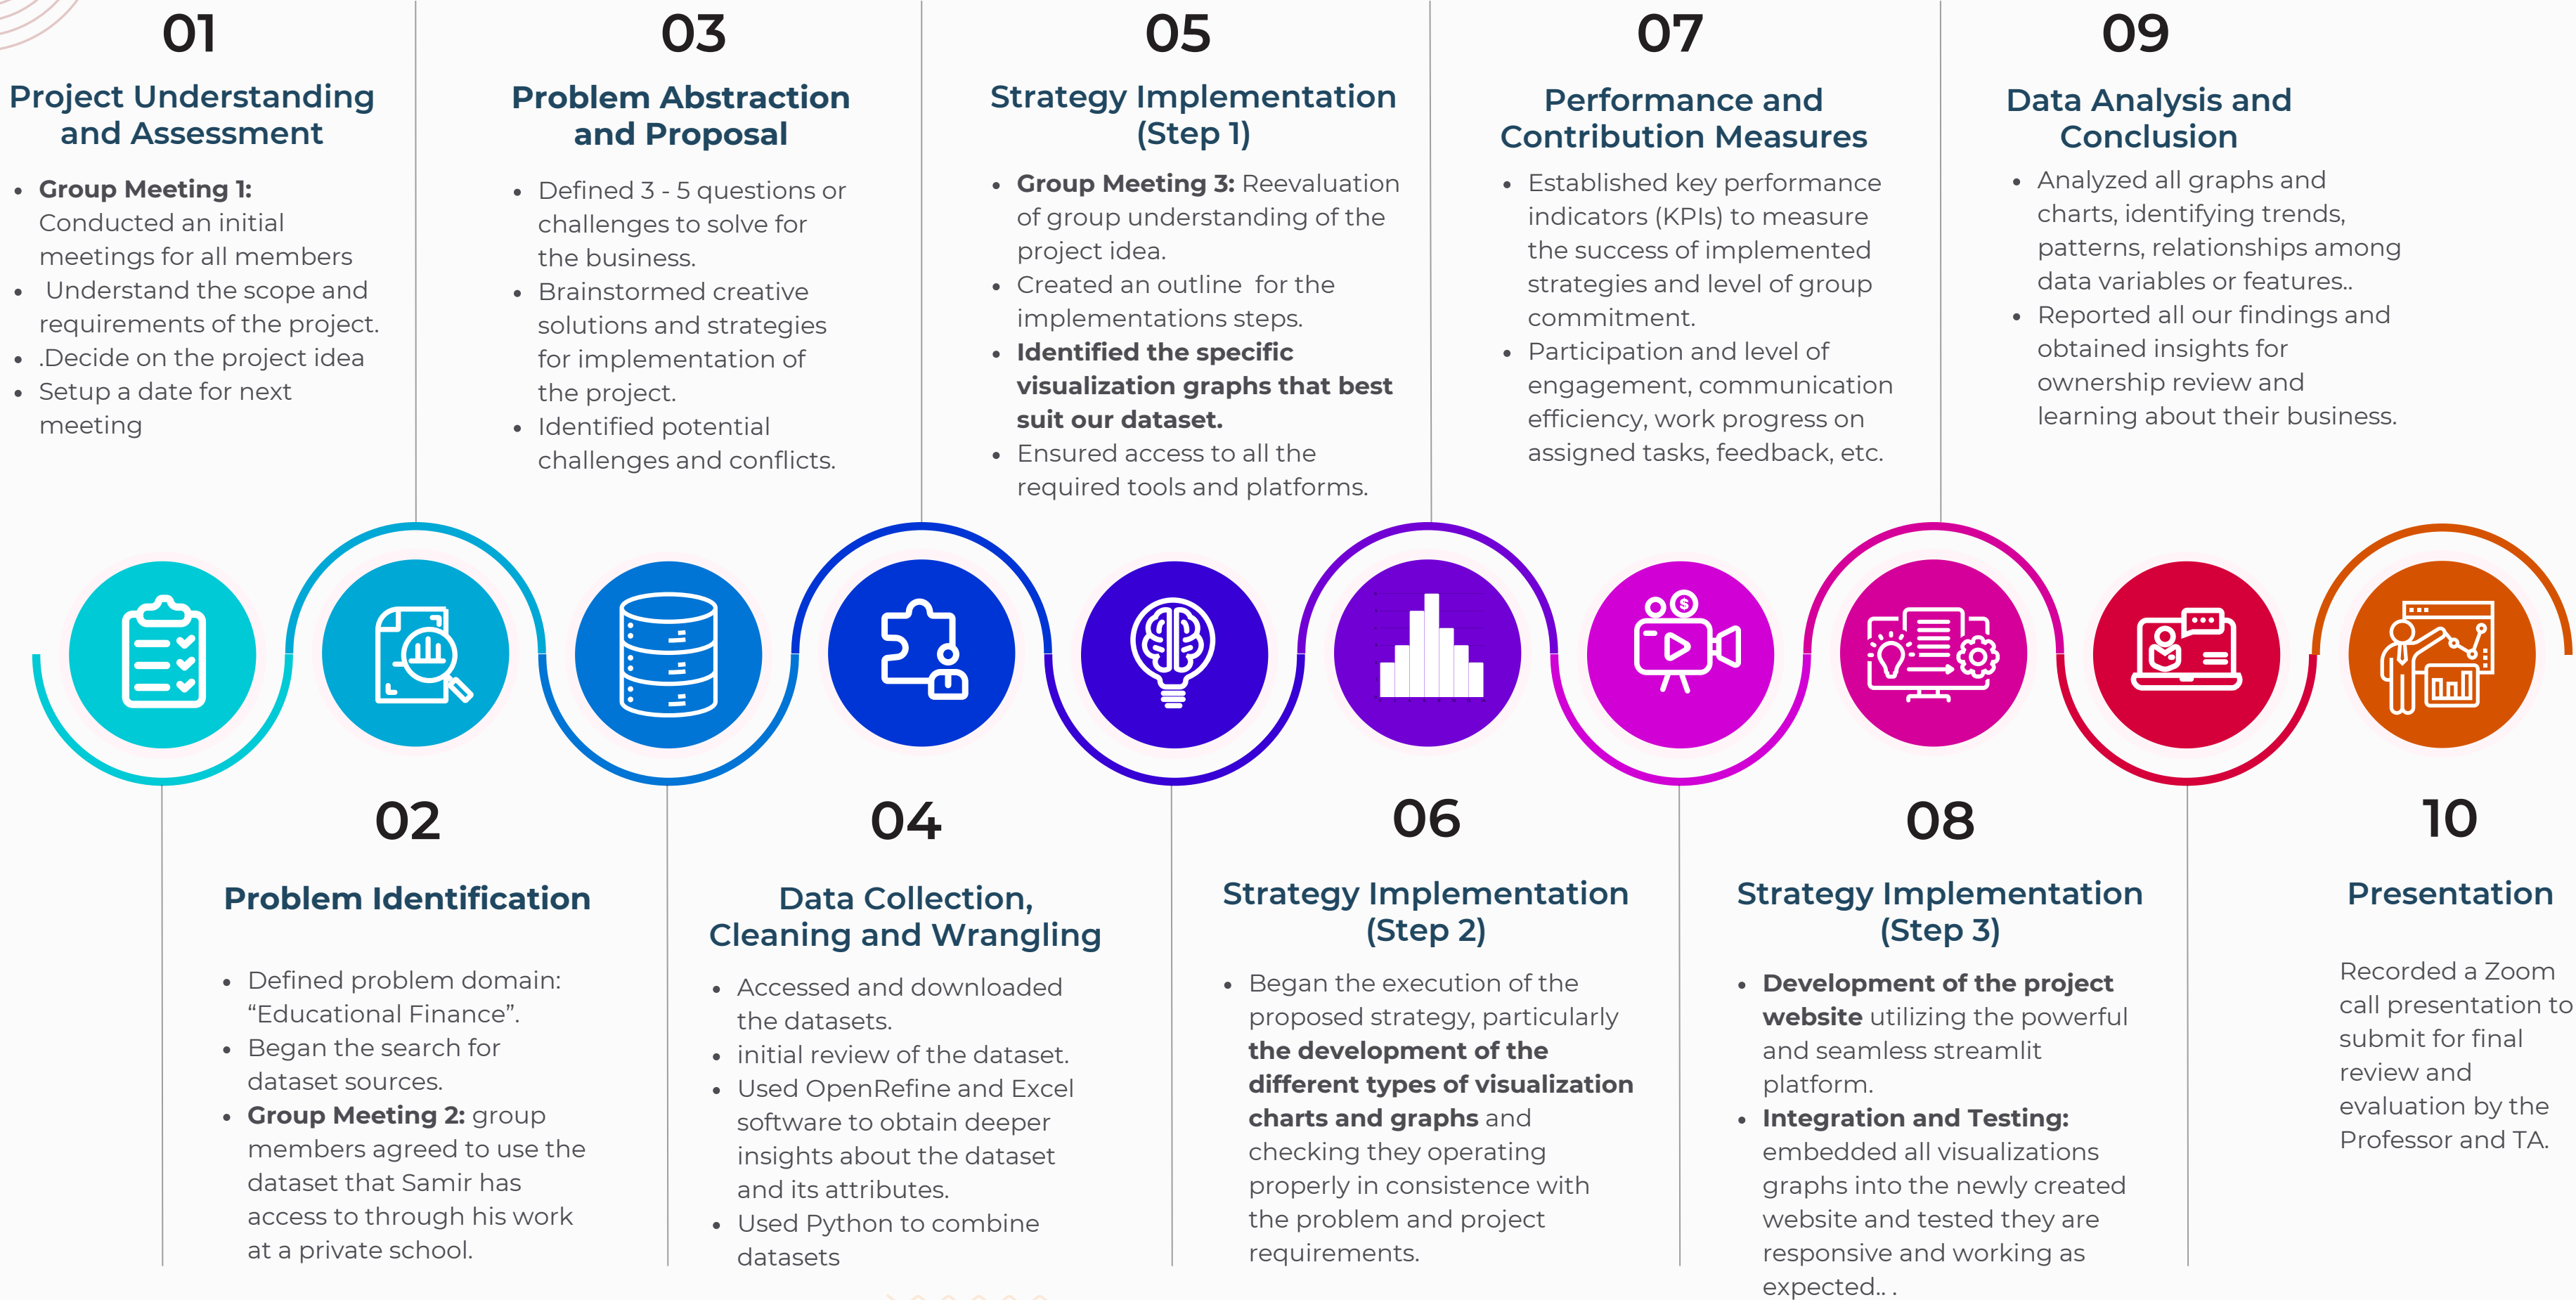 01
Project Understanding
and Assessment
• Group Meeting 1:
Conducted an initial
meetings for all members
•  Understand the scope and
requirements of the project.
• .Decide on the project idea
• Setup a date for next
meeting
02
Problem Identification
• Defined problem domain:
“Educational Finance”.
• Began the search for
dataset sources.
• Group Meeting 2: group
members agreed to use the
dataset that Samir has
access to through his work
at a private school.
03
Problem Abstraction
and Proposal
• Defined 3 - 5 questions or
challenges to solve for
the business.
• Brainstormed creative
solutions and strategies
for implementation of
the project.
• Identified potential
challenges and conflicts.
04
Data Collection,
Cleaning and Wrangling
• Accessed and downloaded
the datasets.
• initial review of the dataset.
• Used OpenRefine and Excel
software to obtain deeper
insights about the dataset
and its attributes.
• Used Python to combine
datasets
05
Strategy Implementation
(Step 1)
• Group Meeting 3: Reevaluation
of group understanding of the
project idea.
• Created an outline  for the
implementations steps.
• Identified the specific
visualization graphs that best
suit our dataset.
• Ensured access to all the
required tools and platforms.
06
Strategy Implementation
(Step 2)
• Began the execution of the
proposed strategy, particularly
the development of the
different types of visualization
charts and graphs and
checking they operating
properly in consistence with
the problem and project
requirements.
07
Performance and
Contribution Measures
• Established key performance
indicators (KPIs) to measure
the success of implemented
strategies and level of group
commitment.
• Participation and level of
engagement, communication
efficiency, work progress on
assigned tasks, feedback, etc.
$
08
Strategy Implementation
(Step 3)
• Development of the project
website utilizing the powerful
and seamless streamlit
platform.
• Integration and Testing:
embedded all visualizations
graphs into the newly created
website and tested they are
responsive and working as
expected.. .
09
Data Analysis and
Conclusion
• Analyzed all graphs and
charts, identifying trends,
patterns, relationships among
data variables or features..
• Reported all our findings and
obtained insights for
ownership review and
learning about their business.
10
Presentation
Recorded a Zoom
call presentation to
submit for final
review and
evaluation by the
Professor and TA.